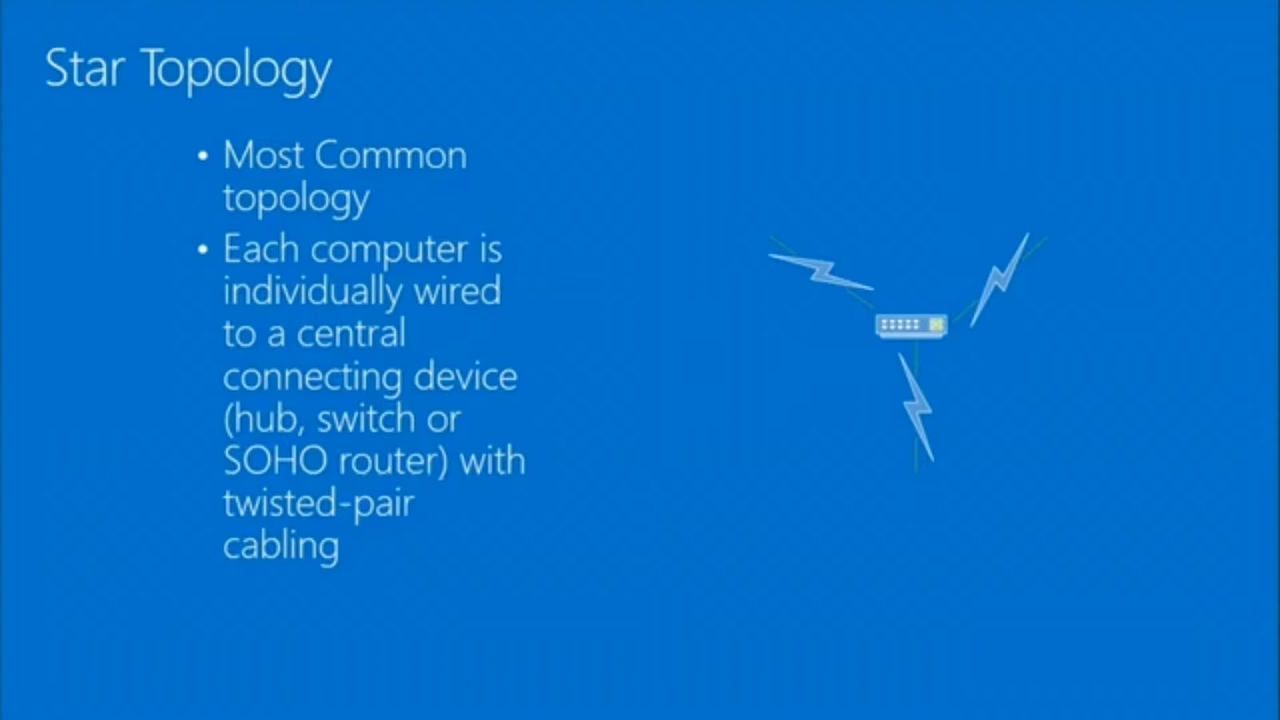 Star Topology
• Most Common
topology
• Each computer is
individually wired
to a central
connecting device
(hub, switch or
SOHO router) with
twisted-pair
cabling